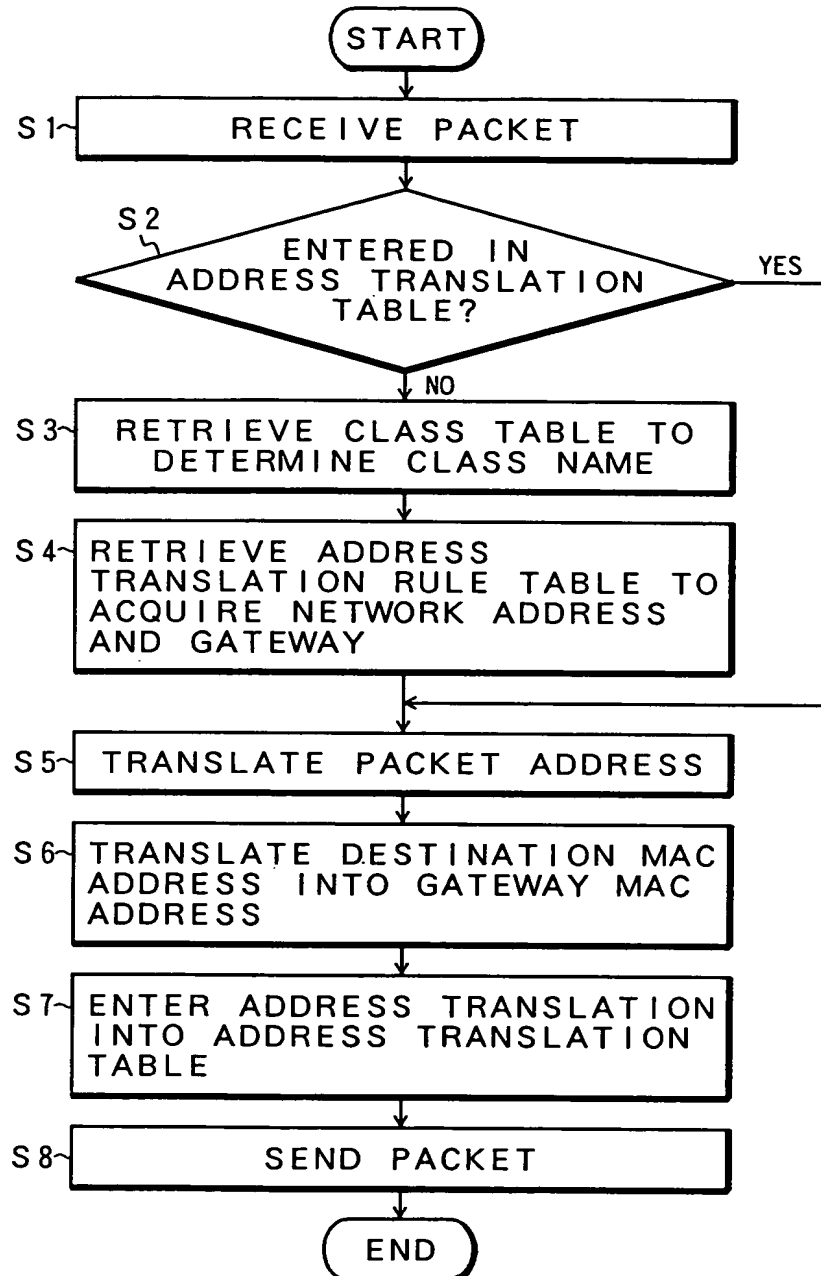 START
S1
RECEIVE PACKET
S2
ENTERED IN
ADDRESS TRANSLATION
TABLE?
YES
NO
S3
RETRIEVE CLASS TABLE TO
DETERMINE CLASS NAME
S4
RETRIEVE ADDRESS
TRANSLATION RULE TABLE TO
ACQUIRE NETWORK ADDRESS
AND GATEWAY
S5
TRANSLATE PACKET ADDRESS
S6
TRANSLATE DESTINATION MAC
ADDRESS INTO GATEWAY MAC
ADDRESS
S7
ENTER ADDRESS TRANSLATION
INTO ADDRESS TRANSLATION
TABLE
S8
SEND PACKET
END